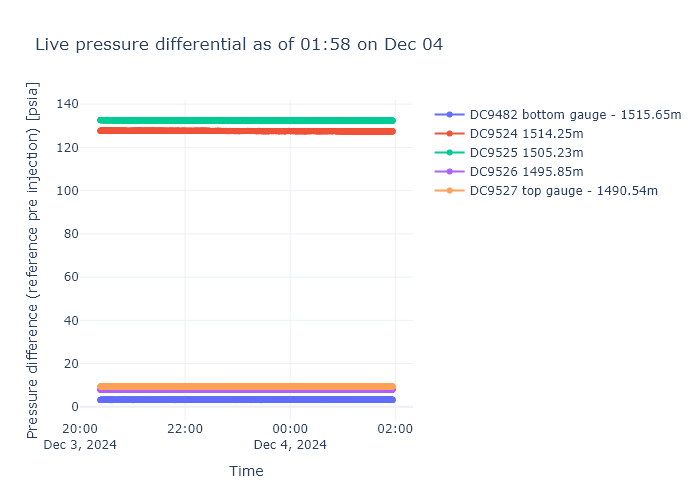 Live pressure differential as of 01:58 on Dec 04
Pressure difference (reference pre injection) [psia]
140
120
100
80
60
40
20
0
20:00
Dec 3, 2024
22:00
00:00
Dec 4, 2024
02:00
Time
DC9482 bottom gauge - 1515.65m
DC9524 1514.25m
DC9525 1505.23m
DC9526 1495.85m
DC9527 top gauge - 1490.54m